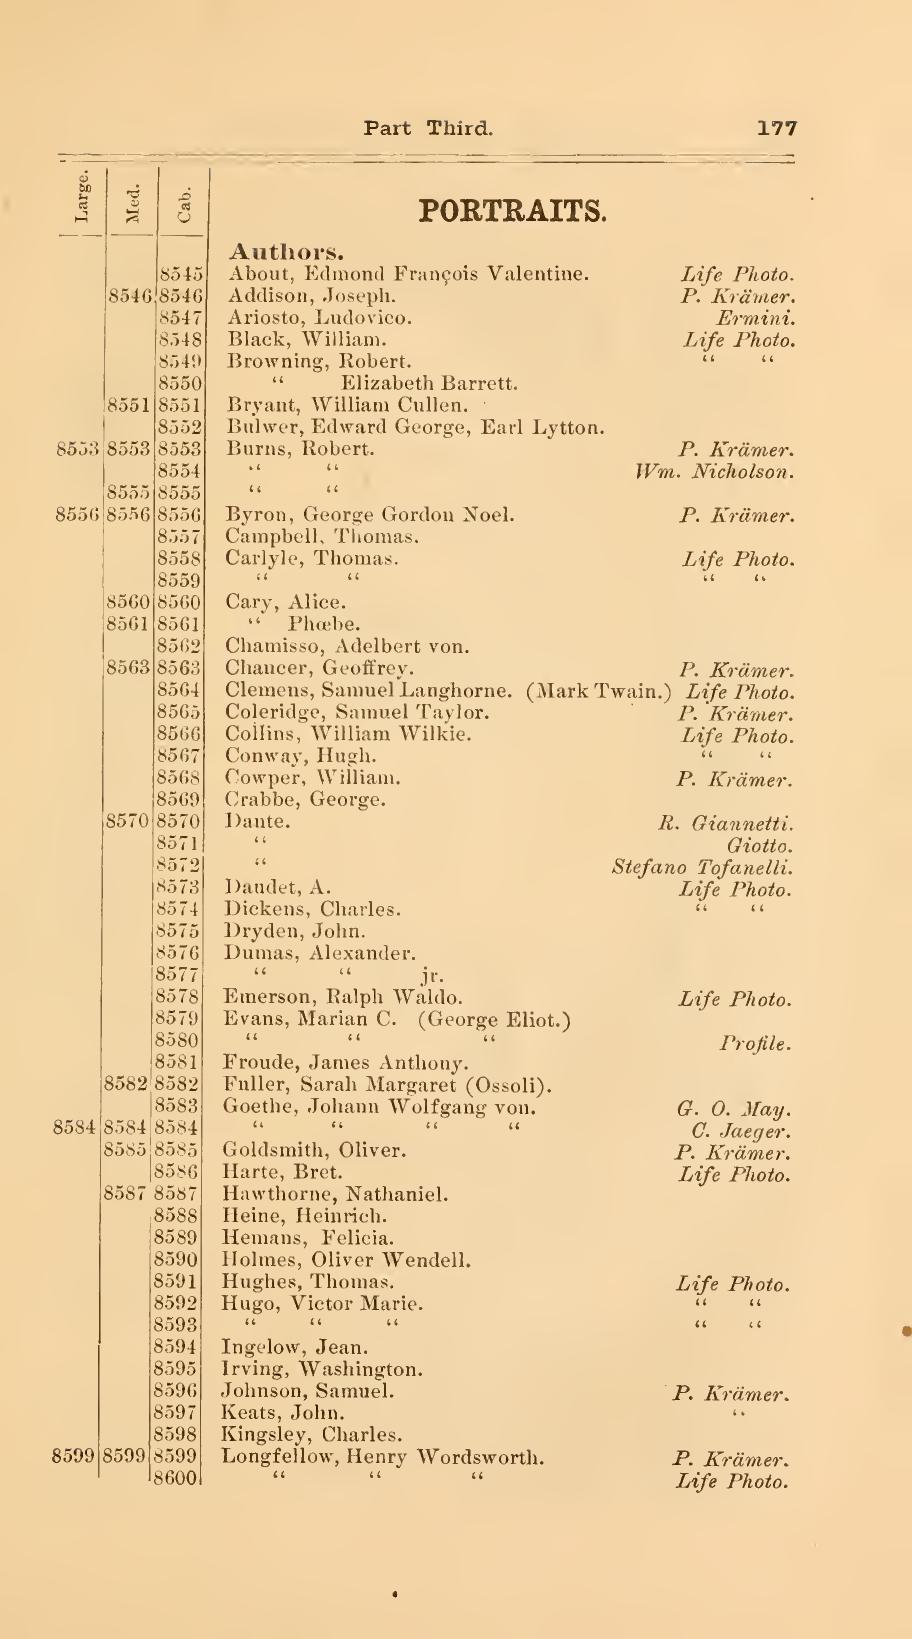 Part Third. 177
Large. Med. Cab.
PORTRAITS.
Authors.
8545 About, Edmond François Valentine. Life Photo.
8546 8546 Addison, Joseph. P. Krämer.
8547 Ariosto, Ludovico. Ermini.
8548 Black, William. Life Photo.
8549 Browning, Robert. “ “
8550 “ Elizabeth Barrett.
8551 8551 Bryant, William Cullen.
8552 Bulwer, Edward George, Earl Lytton.
8553 8553 8553 Burns, Robert. P. Krämer.
8554 “ “ Wm. Nicholson.
8555 8555 “ “
8556 8556 8556 Byron, George Gordon Noel. P. Krämer.
8557 Campbell, Thomas.
8558 Carlyle, Thomas. Life Photo.
8559 “ “ “ “
8560 8560 Cary, Alice.
8561 8561 “ Phœbe.
8562 Chamisso, Adelbert von.
8563 8563 Chaucer, Geoffrey. P. Krämer.
8564 Clemens, Samuel Langhorne. (Mark Twain.) Life Photo.
8565 Coleridge, Samuel Taylor. P. Krämer.
8566 Collins, William Wilkie. Life Photo.
8567 Conway, Hugh. “ “
8568 Cowper, William. P. Krämer.
8569 Crabbe, George.
8570 8570 Dante. R. Giannetti.
8571 “ Giotto.
8572 “ Stefano Tofanelli.
8573 Daudet, A. Life Photo.
8574 Dickens, Charles. “ “
8575 Dryden, John.
8576 Dumas, Alexander.
8577 “ “ jr.
8578 Emerson, Ralph Waldo. Life Photo.
8579 Evans, Marian C. (George Eliot.)
8580 “ “ “ Profile.
8581 Froude, James Anthony.
8582 8582 Fuller, Sarah Margaret (Ossoli).
8583 Goethe, Johann Wolfgang von. G. O. May.
8584 8584 8584 “ “ “ “ C. Jaeger.
8585 8585 Goldsmith, Oliver. P. Krämer.
8586 Harte, Bret. Life Photo.
8587 8587 Hawthorne, Nathaniel.
8588 Heine, Heinrich.
8589 Hemans, Felicia.
8590 Holmes, Oliver Wendell.
8591 Hughes, Thomas. Life Photo.
8592 Hugo, Victor Marie. “ “
8593 “ “ “ “ “
8594 Ingelow, Jean.
8595 Irving, Washington.
8596 Johnson, Samuel. P. Krämer.
8597 Keats, John. “
8598 Kingsley, Charles.
8599 8599 8599 Longfellow, Henry Wordsworth. P. Krämer.
8600 “ “ “ Life Photo.